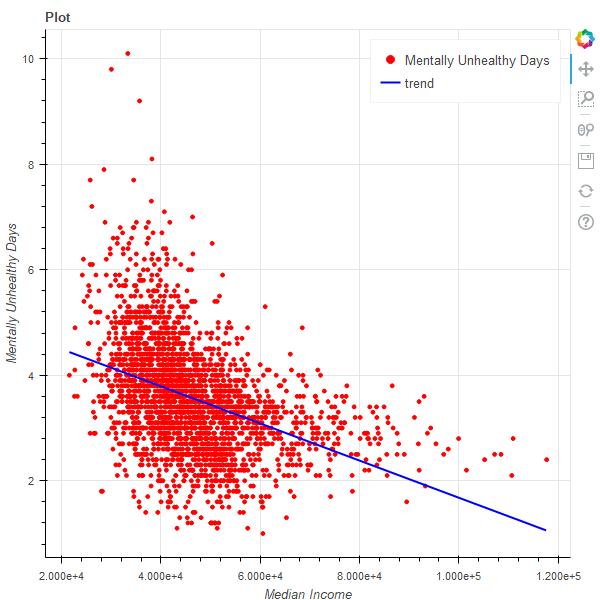 Plot
Mentally Unhealthy Days
trend
10
8
6
4
2
Mentally Unhealthy Days
2.000e+4 4.000e+4 6.000e+4 8.000e+4 1.000e+5 1.200e+5
Median Income